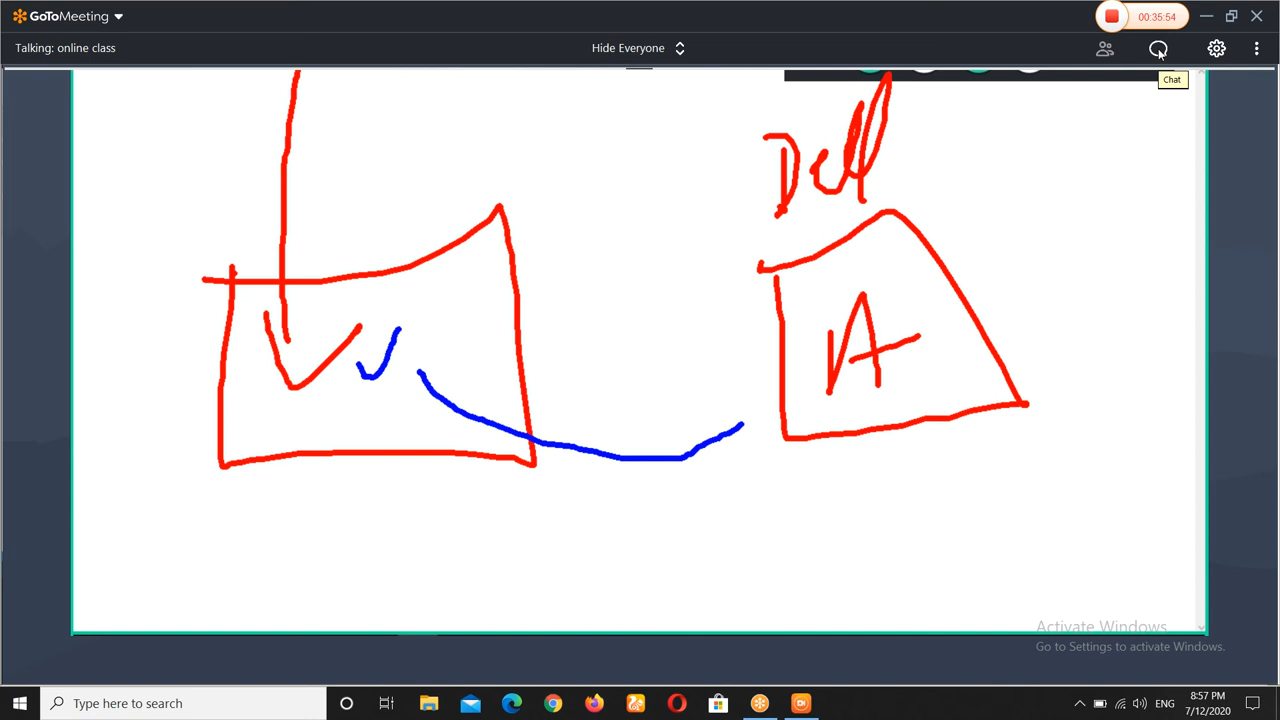 GoToMeeting
00:35:54
Talking: online class
Hide Everyone
Chat
Dell
A
Activate Windows
Go to Settings to activate Windows.
Type here to search
ENG
8:57 PM
7/12/2020